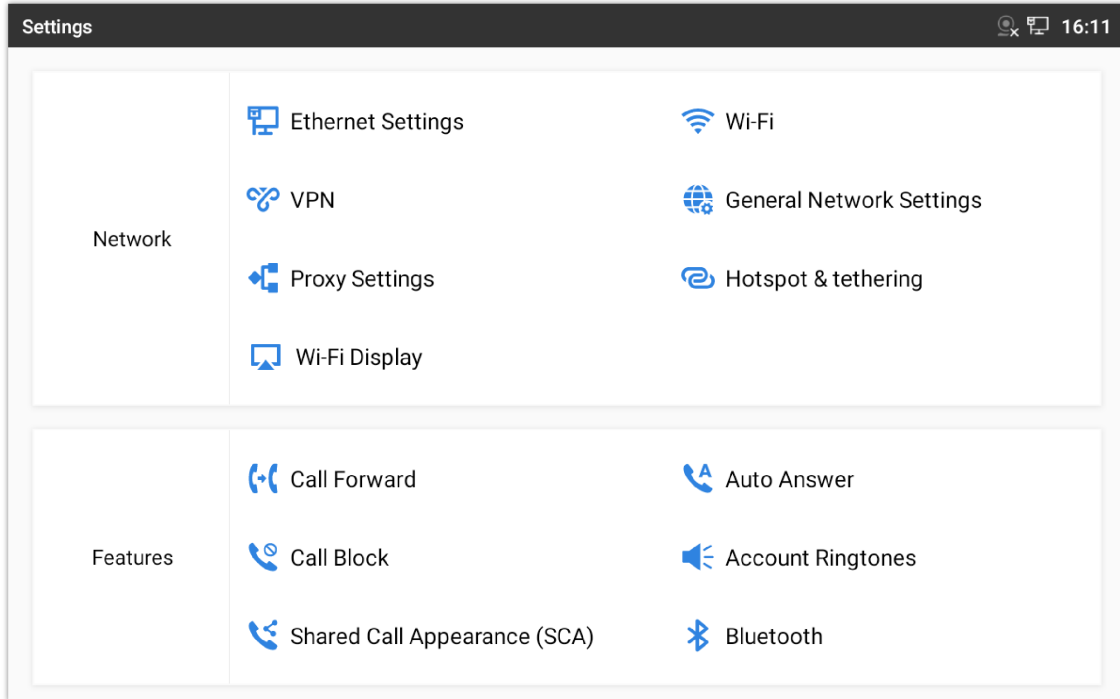 Settings 16:11
Network
Ethernet Settings
Wi-Fi
VPN
General Network Settings
Proxy Settings
Hotspot & tethering
Wi-Fi Display
Features
Call Forward
Auto Answer
Call Block
Account Ringtones
Shared Call Appearance (SCA)
Bluetooth